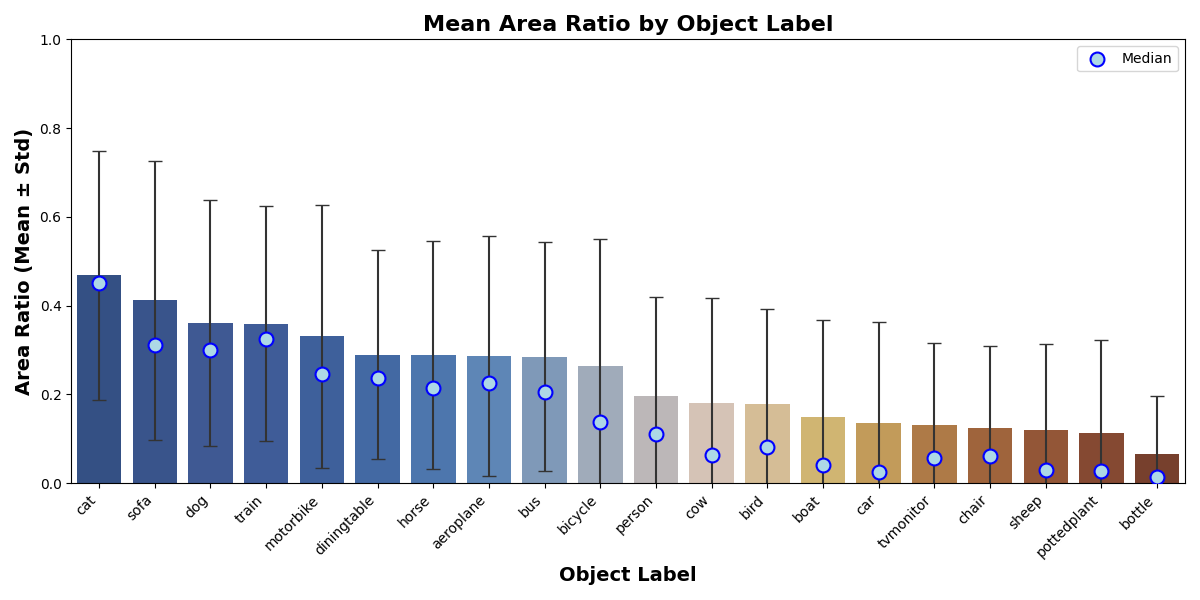 Mean Area Ratio by Object Label
Median
Area Ratio (Mean ± Std)
1.0
0.8
0.6
0.4
0.2
0.0
cat
sofa
dog
train
motorbike
diningtable
horse
aeroplane
bus
bicycle
person
cow
bird
boat
car
tvmonitor
chair
sheep
pottedplant
bottle
Object Label